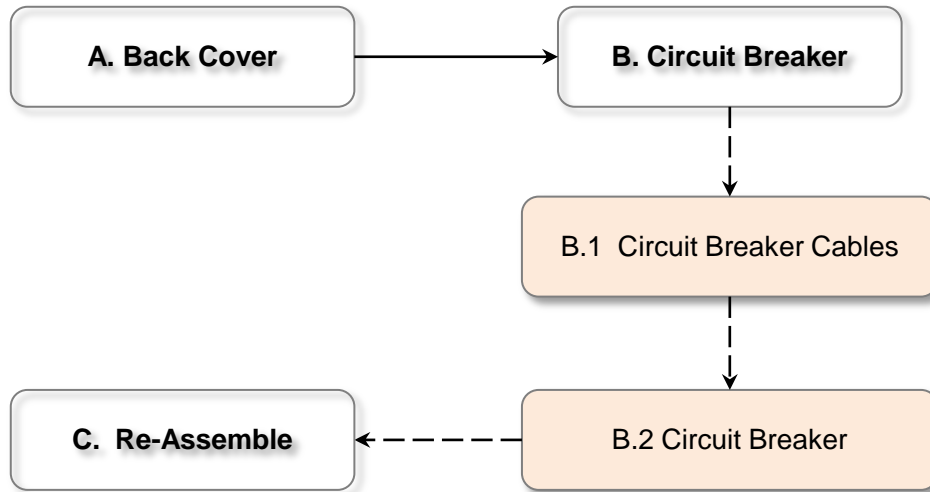 A. Back Cover
B. Circuit Breaker
B.1  Circuit Breaker Cables
B.2 Circuit Breaker
C.  Re-Assemble